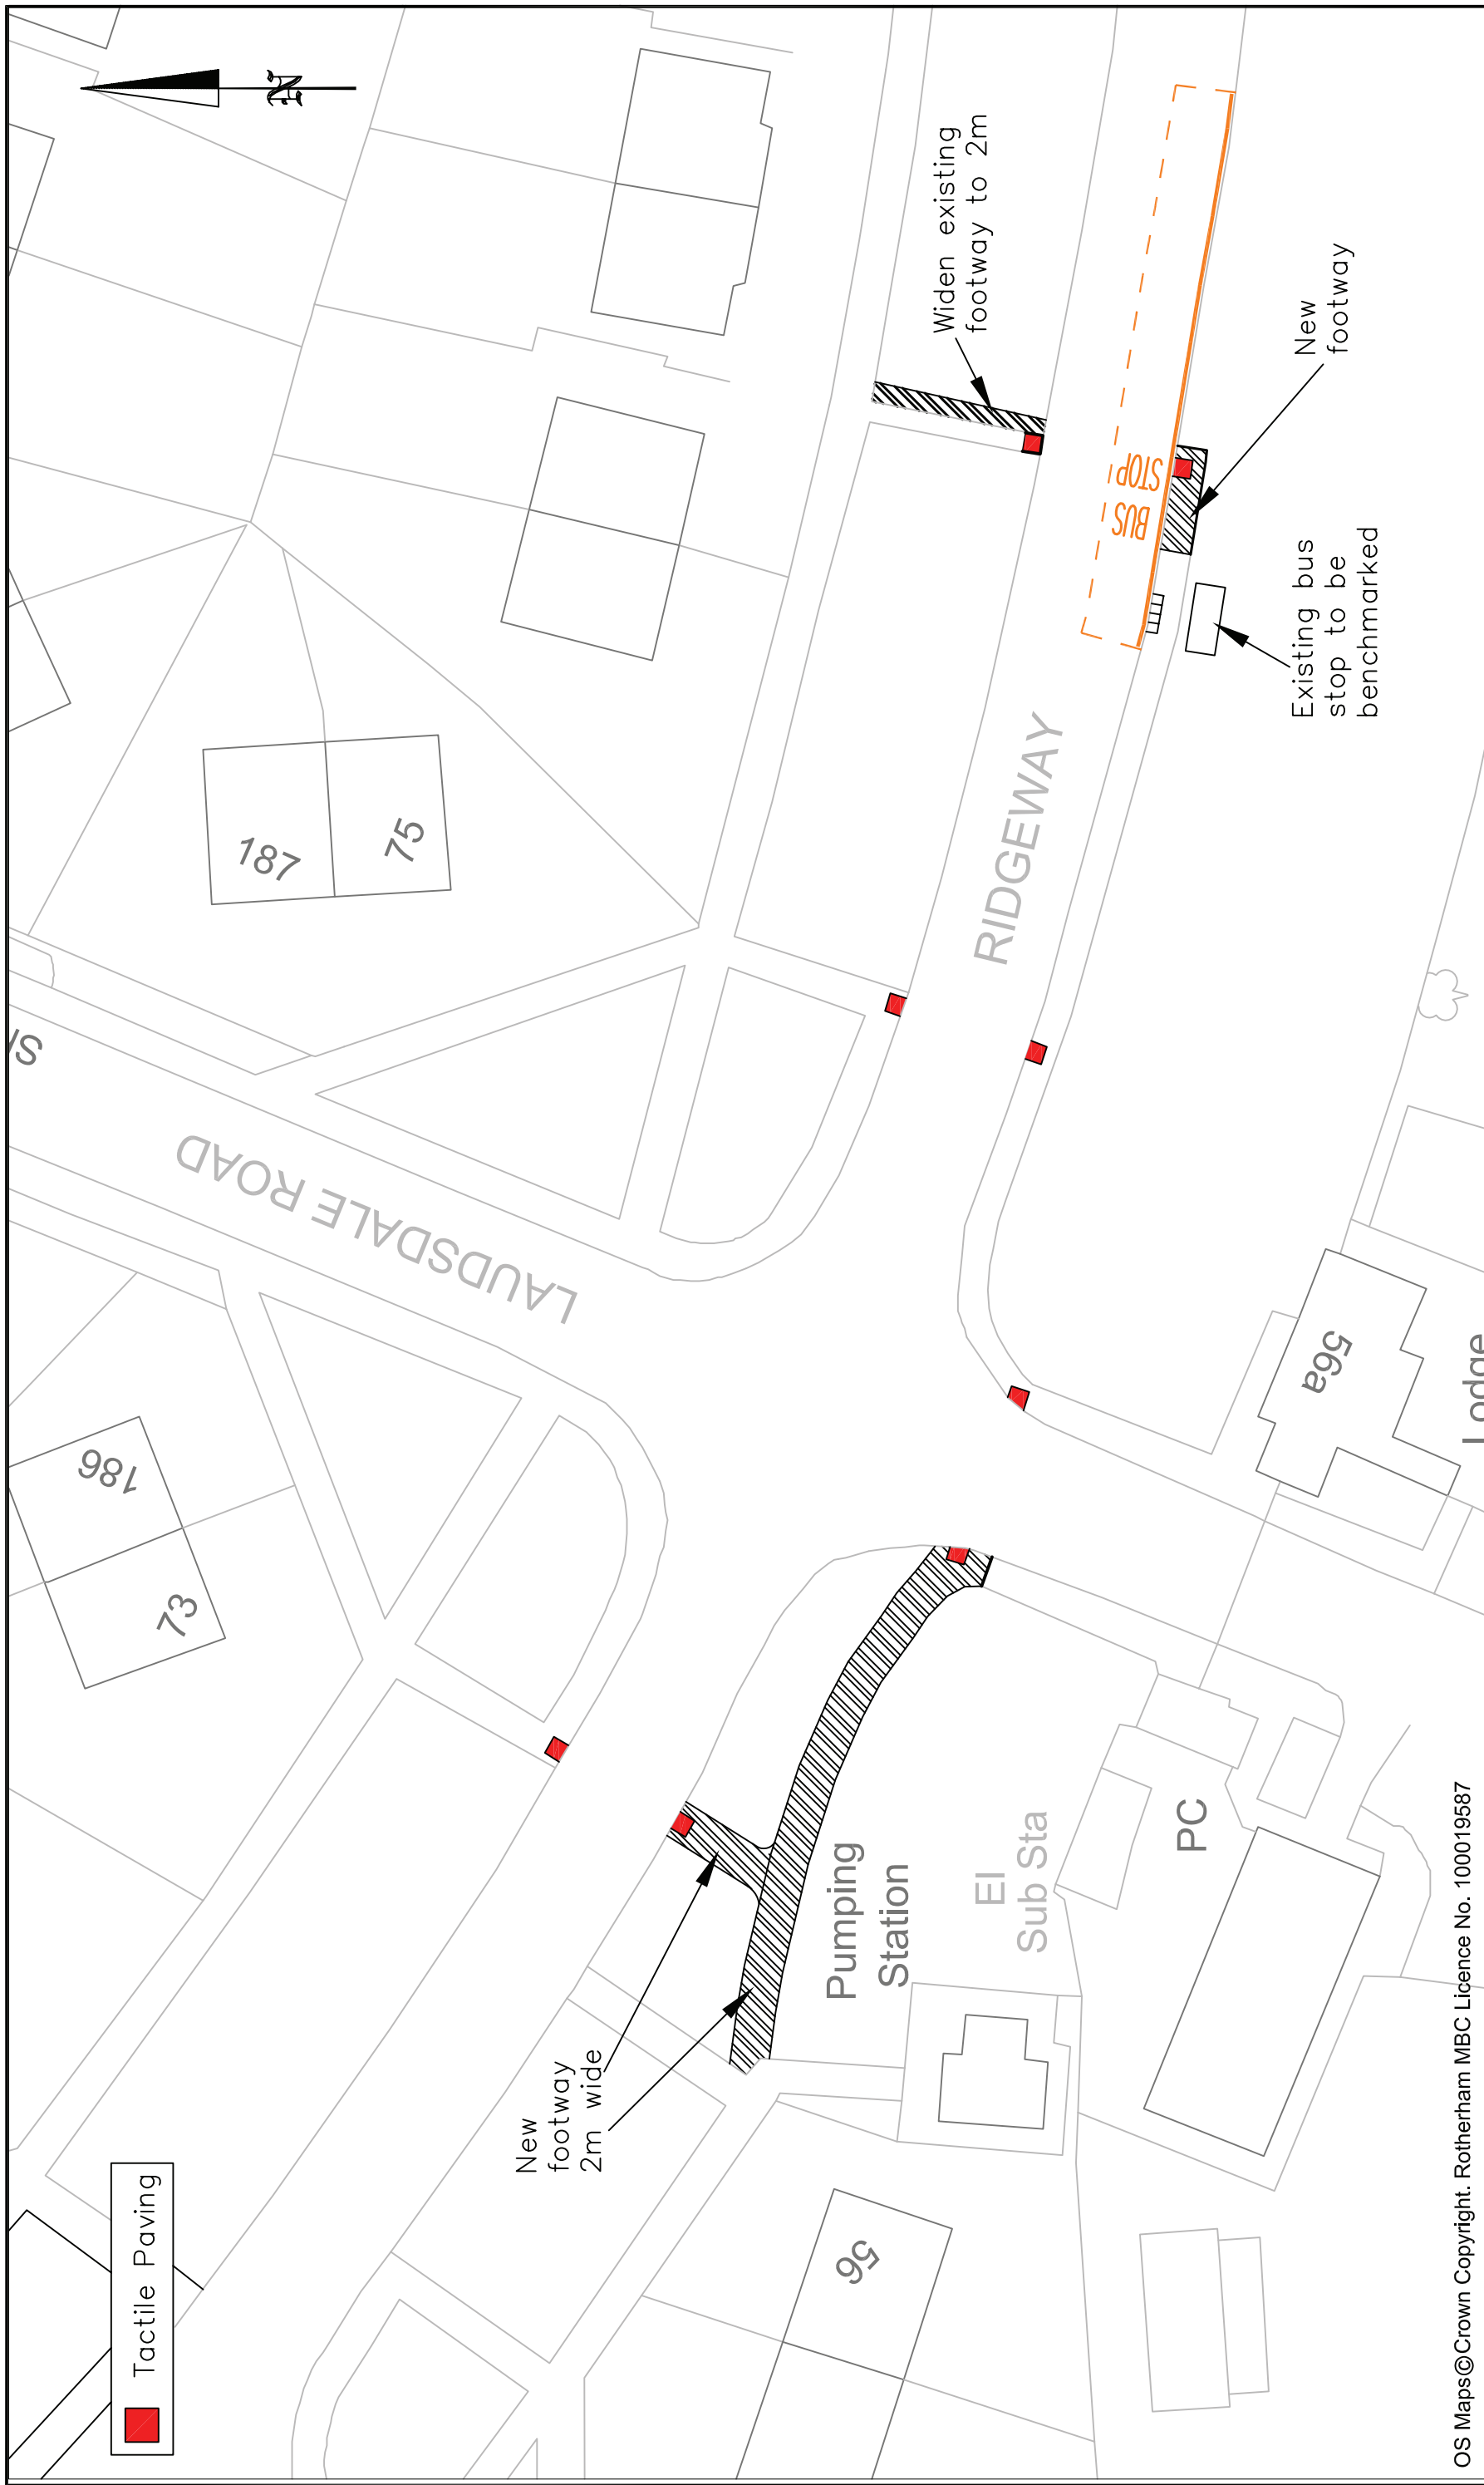 Tactile Paving
N
186
73
187
75
LAUDSDALE ROAD
RIDGEWAY
Widen existing
footway to 2m
BUS
STOP
New
footway
Existing bus
stop to be
benchmarked
New
footway
2m wide
Pumping
Station
El
Sub Sta
PC
56
56a
Lodge
OS Maps©Crown Copyright. Rotherham MBC Licence No. 100019587